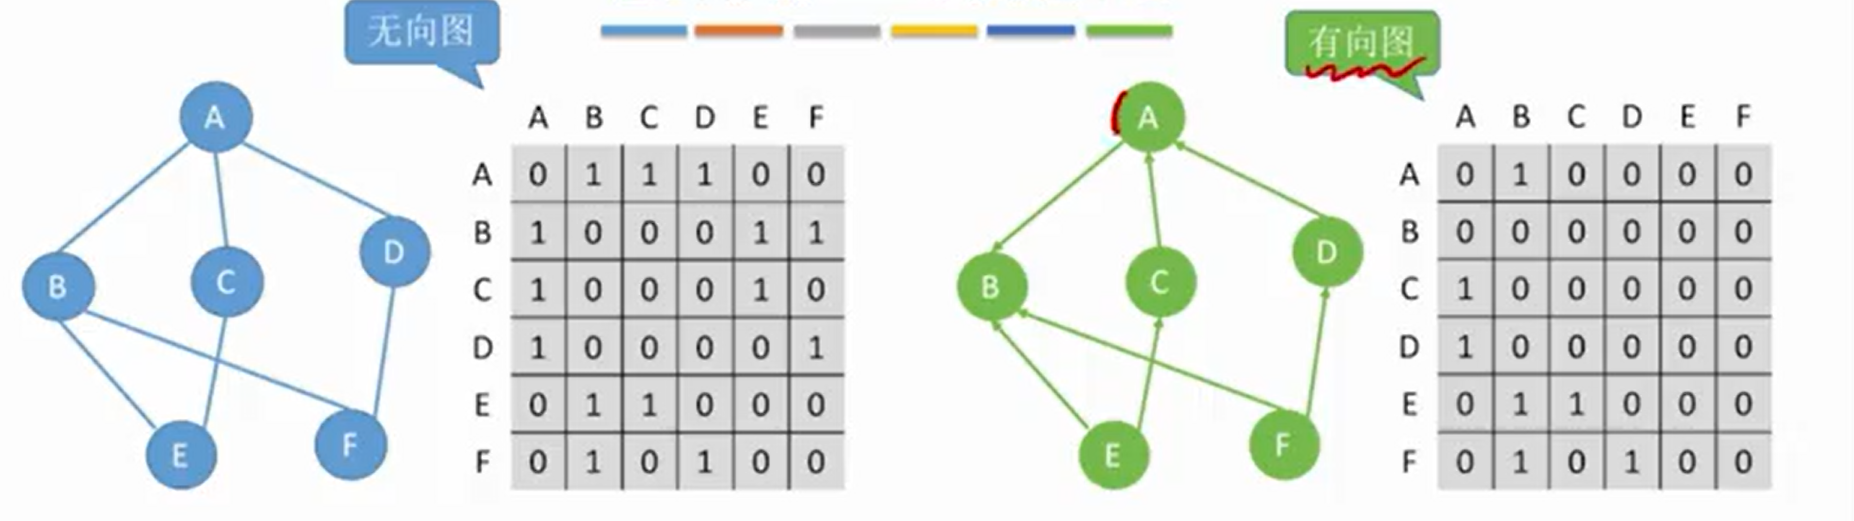 无向图
A
B
C
D
E
F
A B C D E F
A 0 1 1 1 0 0
B 1 0 0 0 1 1
C 1 0 0 0 1 0
D 1 0 0 0 0 1
E 0 1 1 0 0 0
F 0 1 0 1 0 0
有向图
A
B
C
D
E
F
A B C D E F
A 0 1 0 0 0 0
B 0 0 0 0 0 0
C 1 0 0 0 0 0
D 1 0 0 0 0 0
E 0 1 1 0 0 0
F 0 1 0 1 0 0